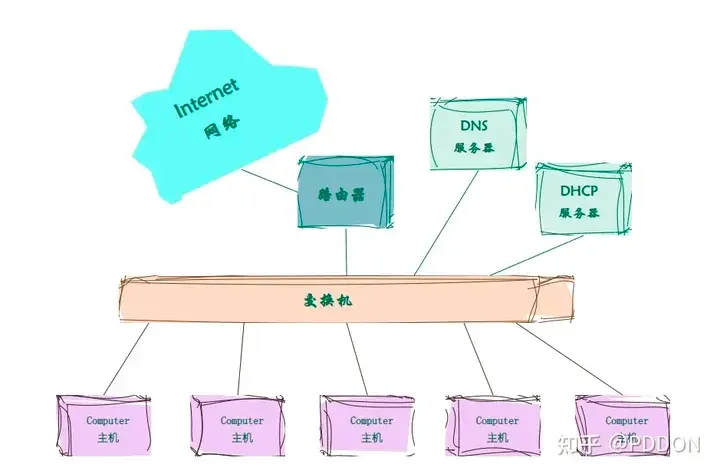 Internet
网络
DNS
服务器
路由器
DHCP
服务器
变换机
Computer
主机
Computer
主机
Computer
主机
Computer
主机
Computer
主机
知乎 @PDDON